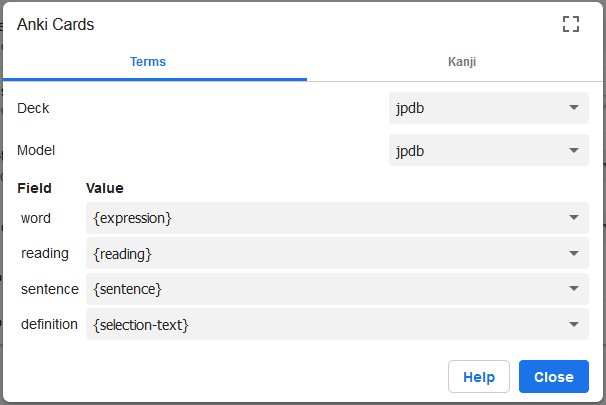 Anki Cards
Terms Kanji
Deck jpdb
Model jpdb
Field Value
word {expression}
reading {reading}
sentence {sentence}
definition {selection-text}
Help Close